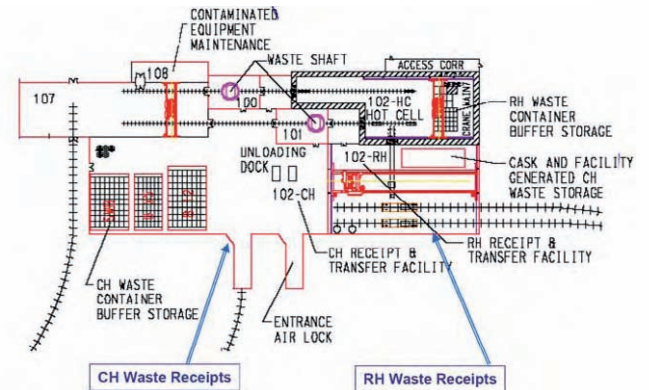 CONTAMINATED
EQUIPMENT
MAINTENANCE
WASTE SHAFT
ACCESS CORR
108
107
100
101
102-HC
HOT CELL
CRANE MAINT
RH WASTE
CONTAINER
BUFFER STORAGE
UNLOADING
DOCK
102-RH
102-CH
CASK AND FACILITY
GENERATED CH
WASTE STORAGE
CH RECEIPT &
TRANSFER FACILITY
RH RECEIPT &
TRANSFER FACILITY
CH WASTE
CONTAINER
BUFFER STORAGE
ENTRANCE
AIR LOCK
CH Waste Receipts
RH Waste Receipts